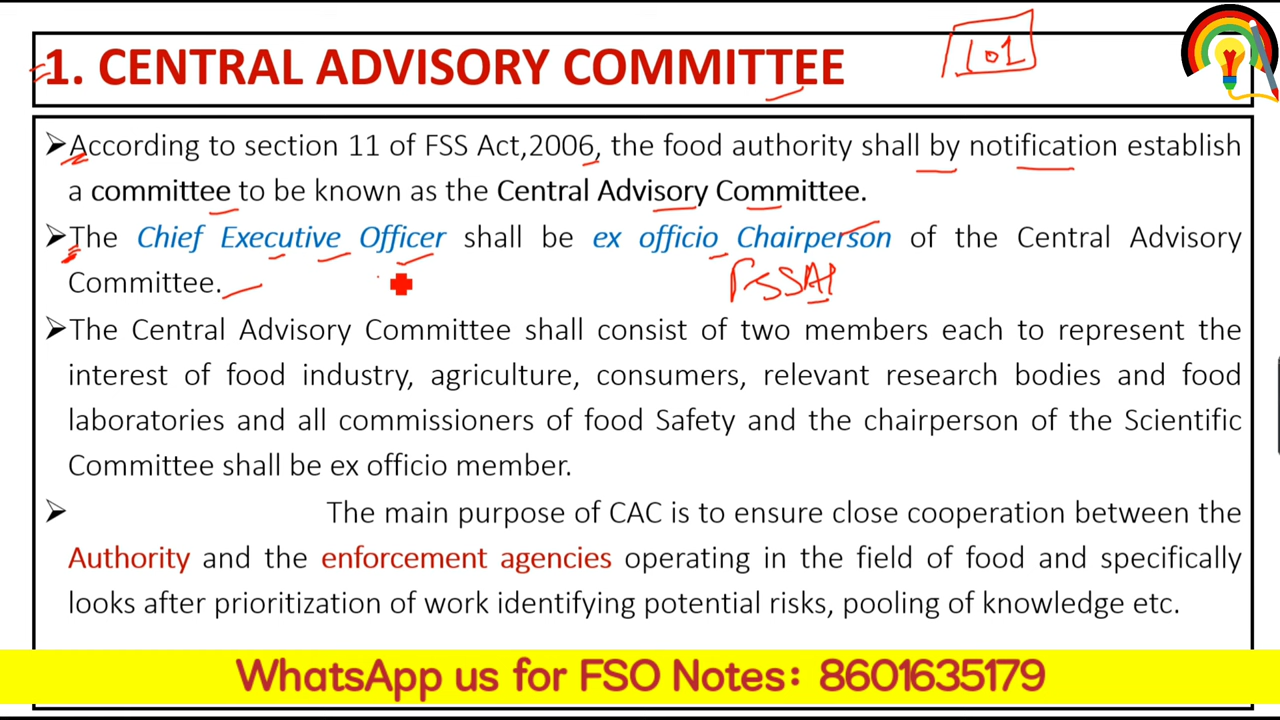 1. CENTRAL ADVISORY COMMITTEE
101
➢According to section 11 of FSS Act,2006, the food authority shall by notification establish
a committee to be known as the Central Advisory Committee.
➢The Chief Executive Officer shall be ex officio Chairperson of the Central Advisory
Committee.
FSSAI
➢The Central Advisory Committee shall consist of two members each to represent the
interest of food industry, agriculture, consumers, relevant research bodies and food
laboratories and all commissioners of food Safety and the chairperson of the Scientific
Committee shall be ex officio member.
➢ The main purpose of CAC is to ensure close cooperation between the
Authority and the enforcement agencies operating in the field of food and specifically
looks after prioritization of work identifying potential risks, pooling of knowledge etc.
WhatsApp us for FSO Notes: 8601635179